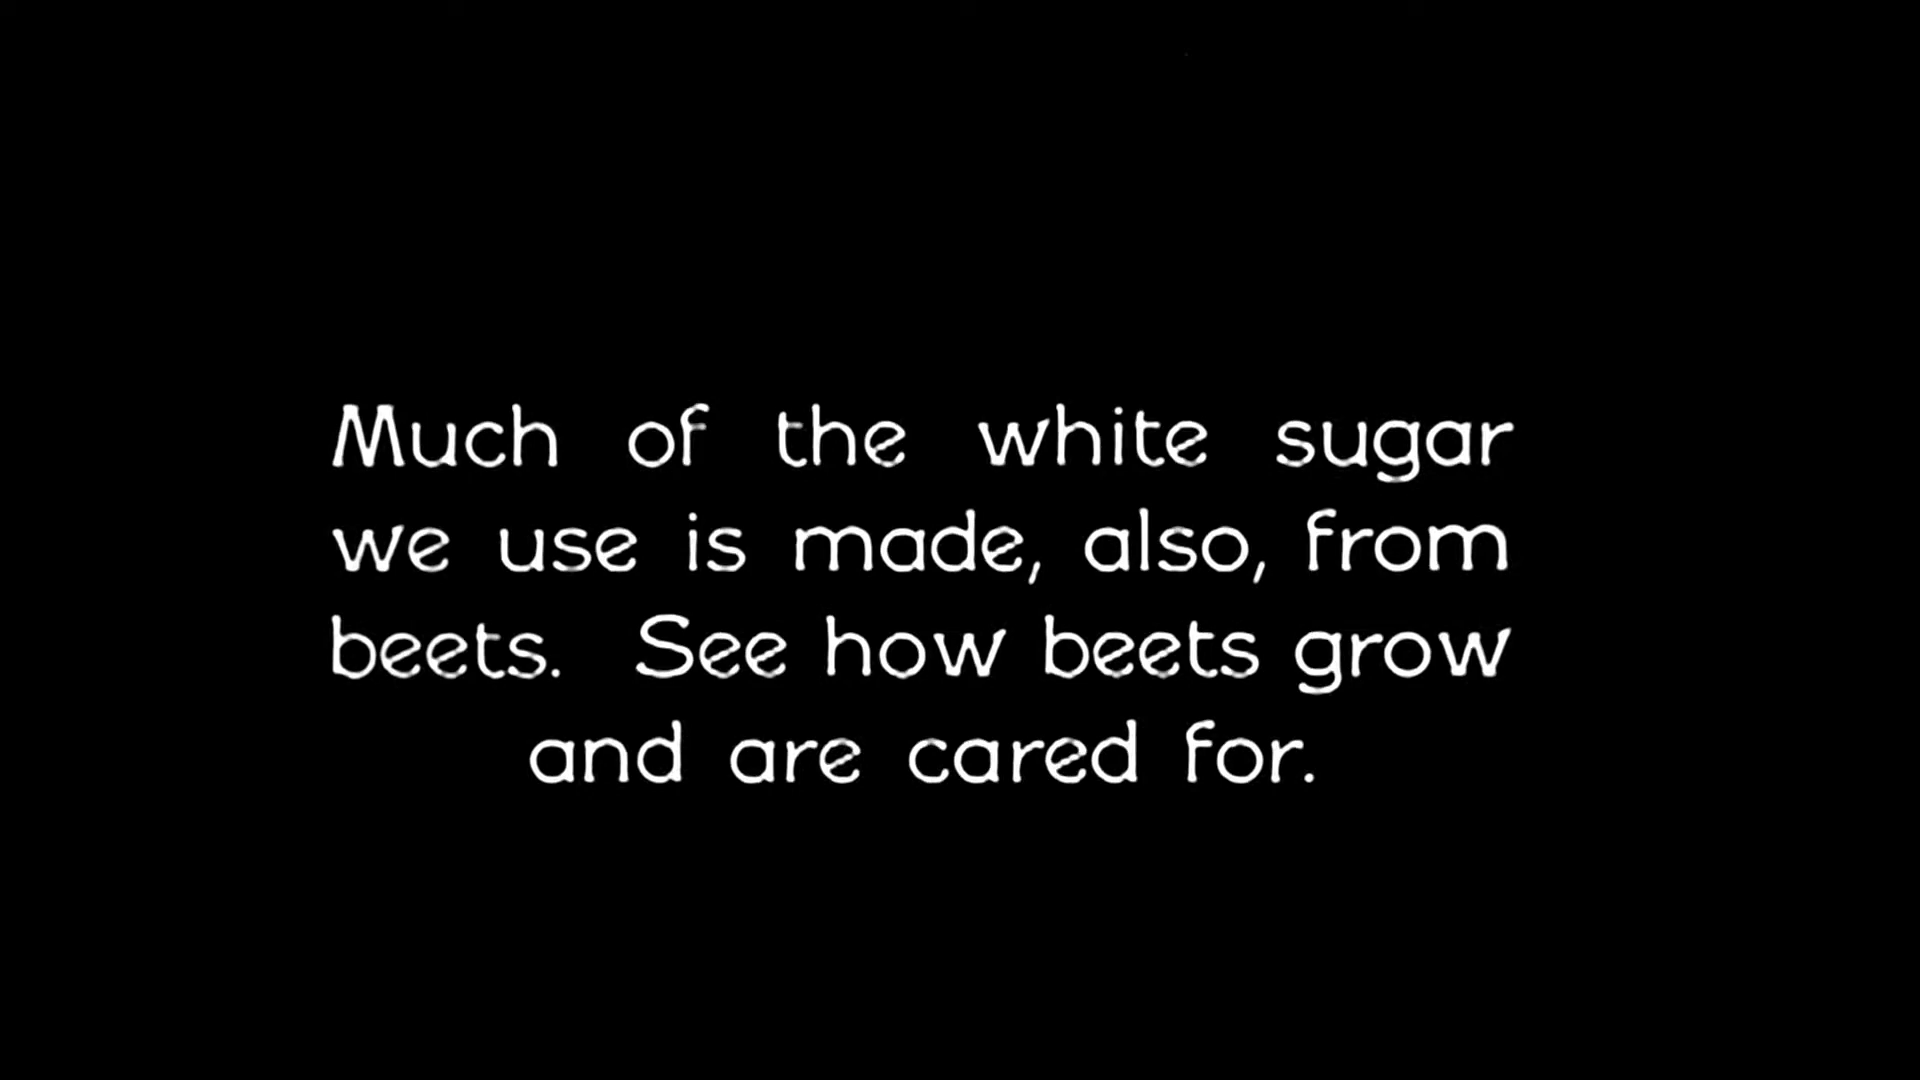 Much of the white sugar
we use is made, also, from
beets. See how beets grow
and are cared for.